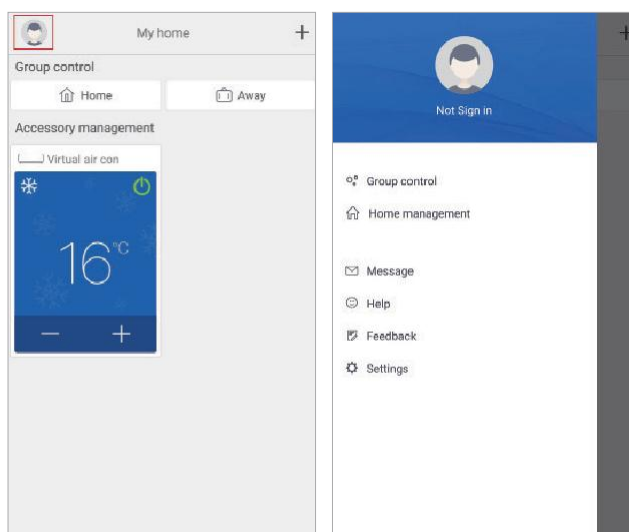 My home
+
Group control
Home
Away
Accessory management
Virtual air con
16°C
— +
Not Sign in
Group control
Home management
Message
Help
Feedback
Settings